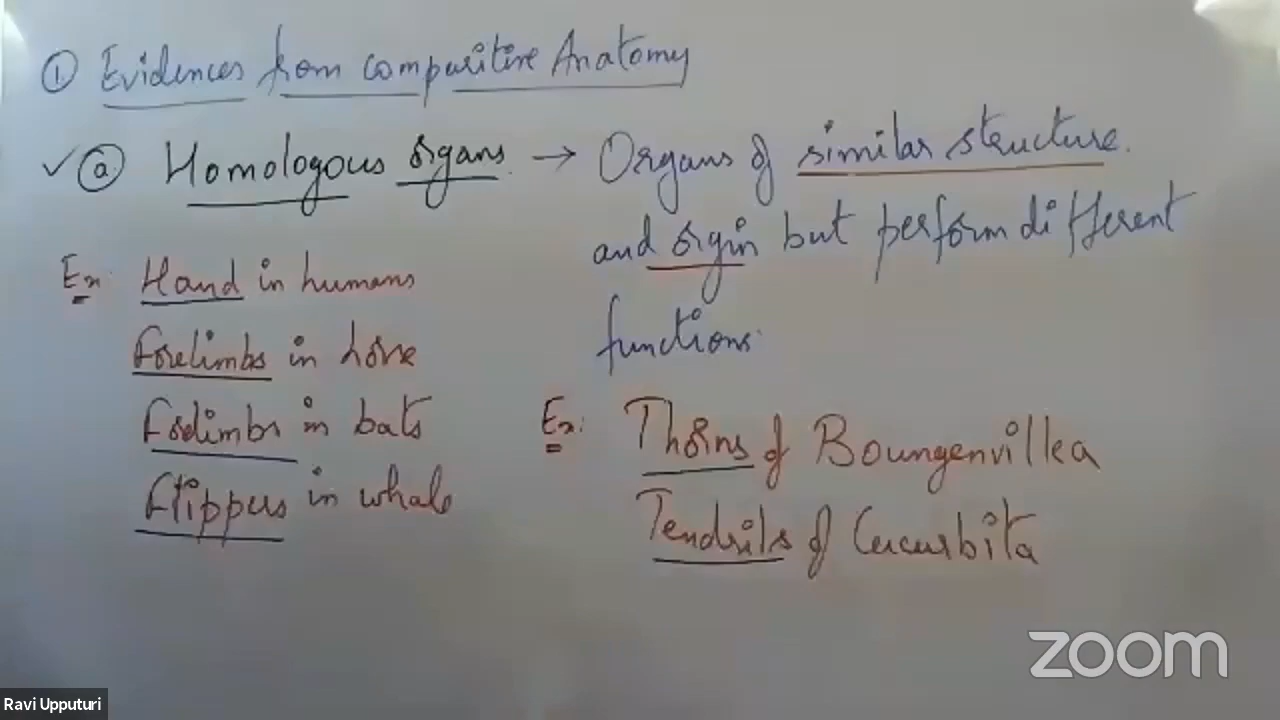 ① Evidences from comparitive Anatomy
✓ ⓐ Homologous organs. → Organs of similar structure.
and orgin but perform different
functions.
Ex: Hand in humans
Forelimbs in horse
Forelimbs in bats
Flippers in whale
Ex: Thorns of Boungenvillea
Tendrils of Cucurbita
zoom
Ravi Upputuri